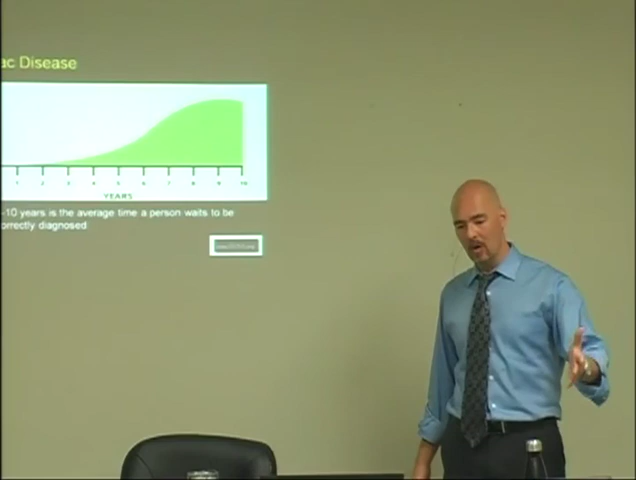 ac Disease
1 2 3 4 5 6 7 8 9 10
YEARS
-10 years is the average time a person waits to be
orrectly diagnosed